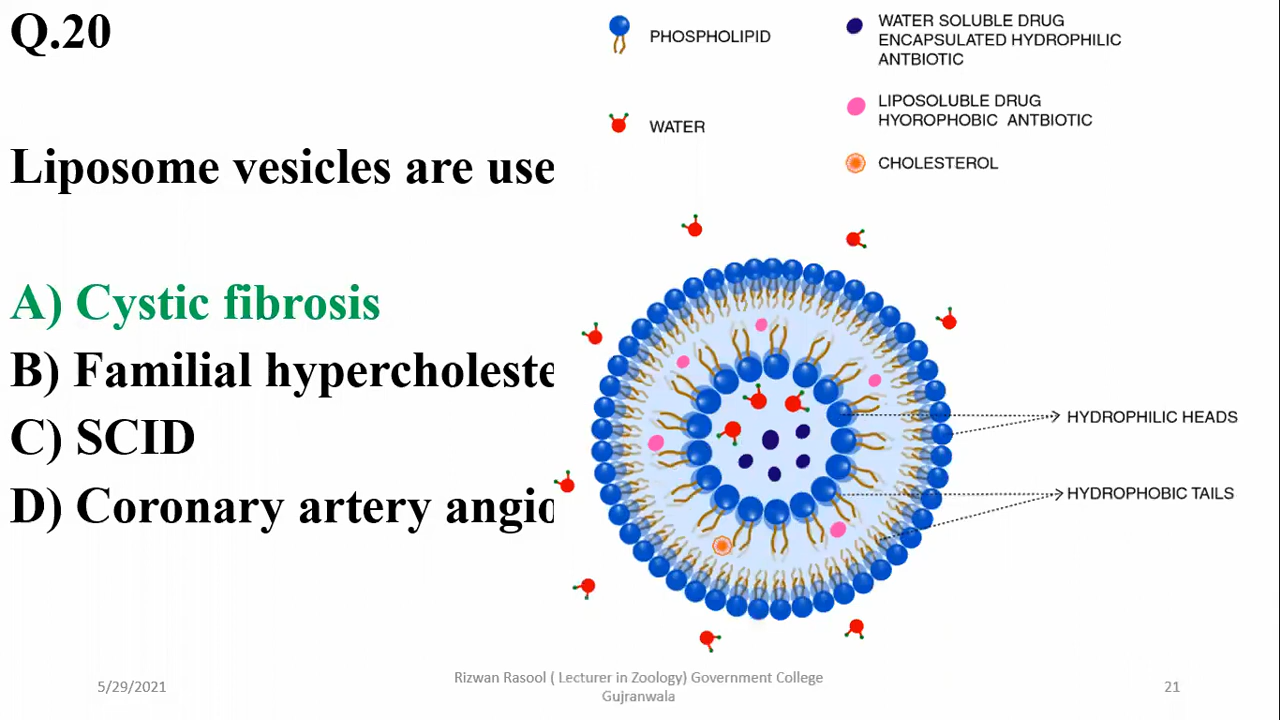 Q.20
Liposome vesicles are use
A) Cystic fibrosis
B) Familial hypercholeste
C) SCID
D) Coronary artery angio
PHOSPHOLIPID
WATER
WATER SOLUBLE DRUG
ENCAPSULATED HYDROPHILIC
ANTBIOTIC
LIPOSOLUBLE DRUG
HYOROPHOBIC ANTBIOTIC
CHOLESTEROL
HYDROPHILIC HEADS
HYDROPHOBIC TAILS
5/29/2021
Rizwan Rasool ( Lecturer in Zoology) Government College
Gujranwala
21